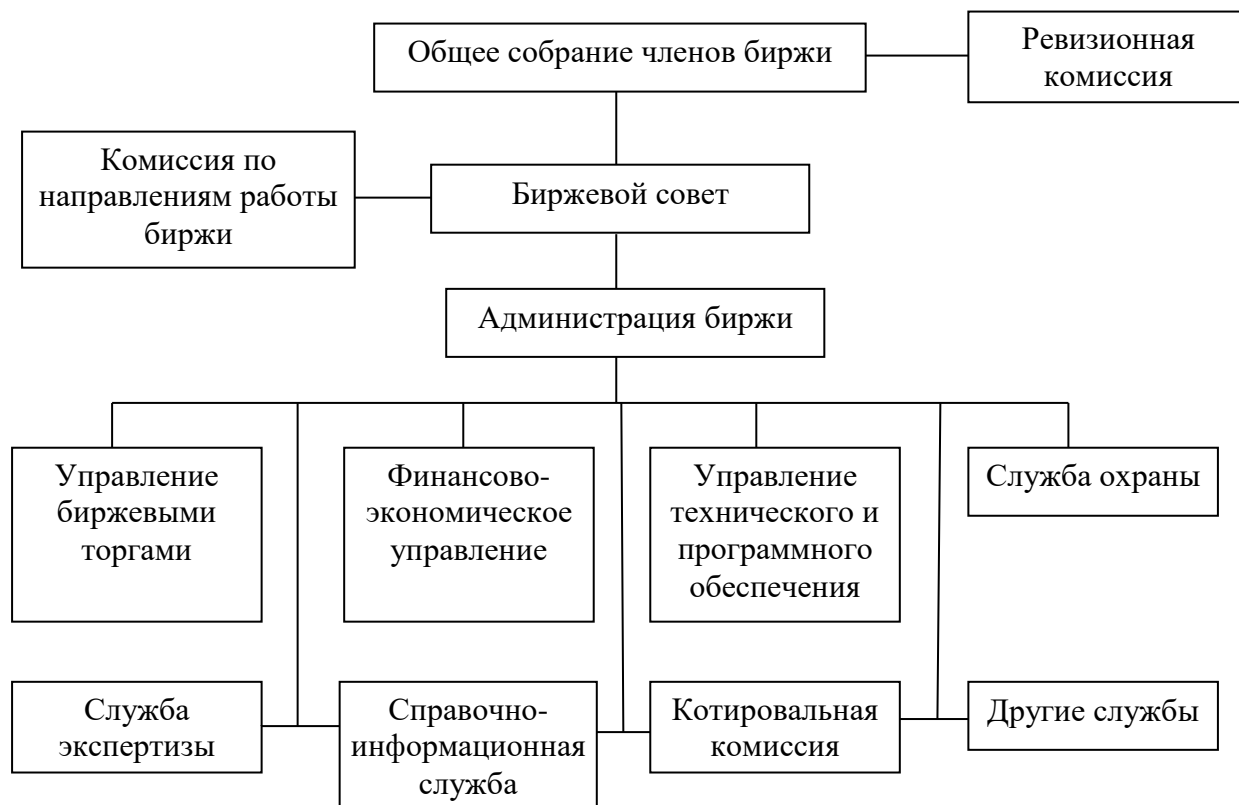 Общее собрание членов биржи
Ревизионная
комиссия
Комиссия по
направлениям работы
биржи
Биржевой совет
Администрация биржи
Управление
биржевыми
торгами
Финансово-
экономическое
управление
Управление
технического и
программного
обеспечения
Служба охраны
Служба
экспертизы
Справочно-
информационная
служба
Котировальная
комиссия
Другие службы